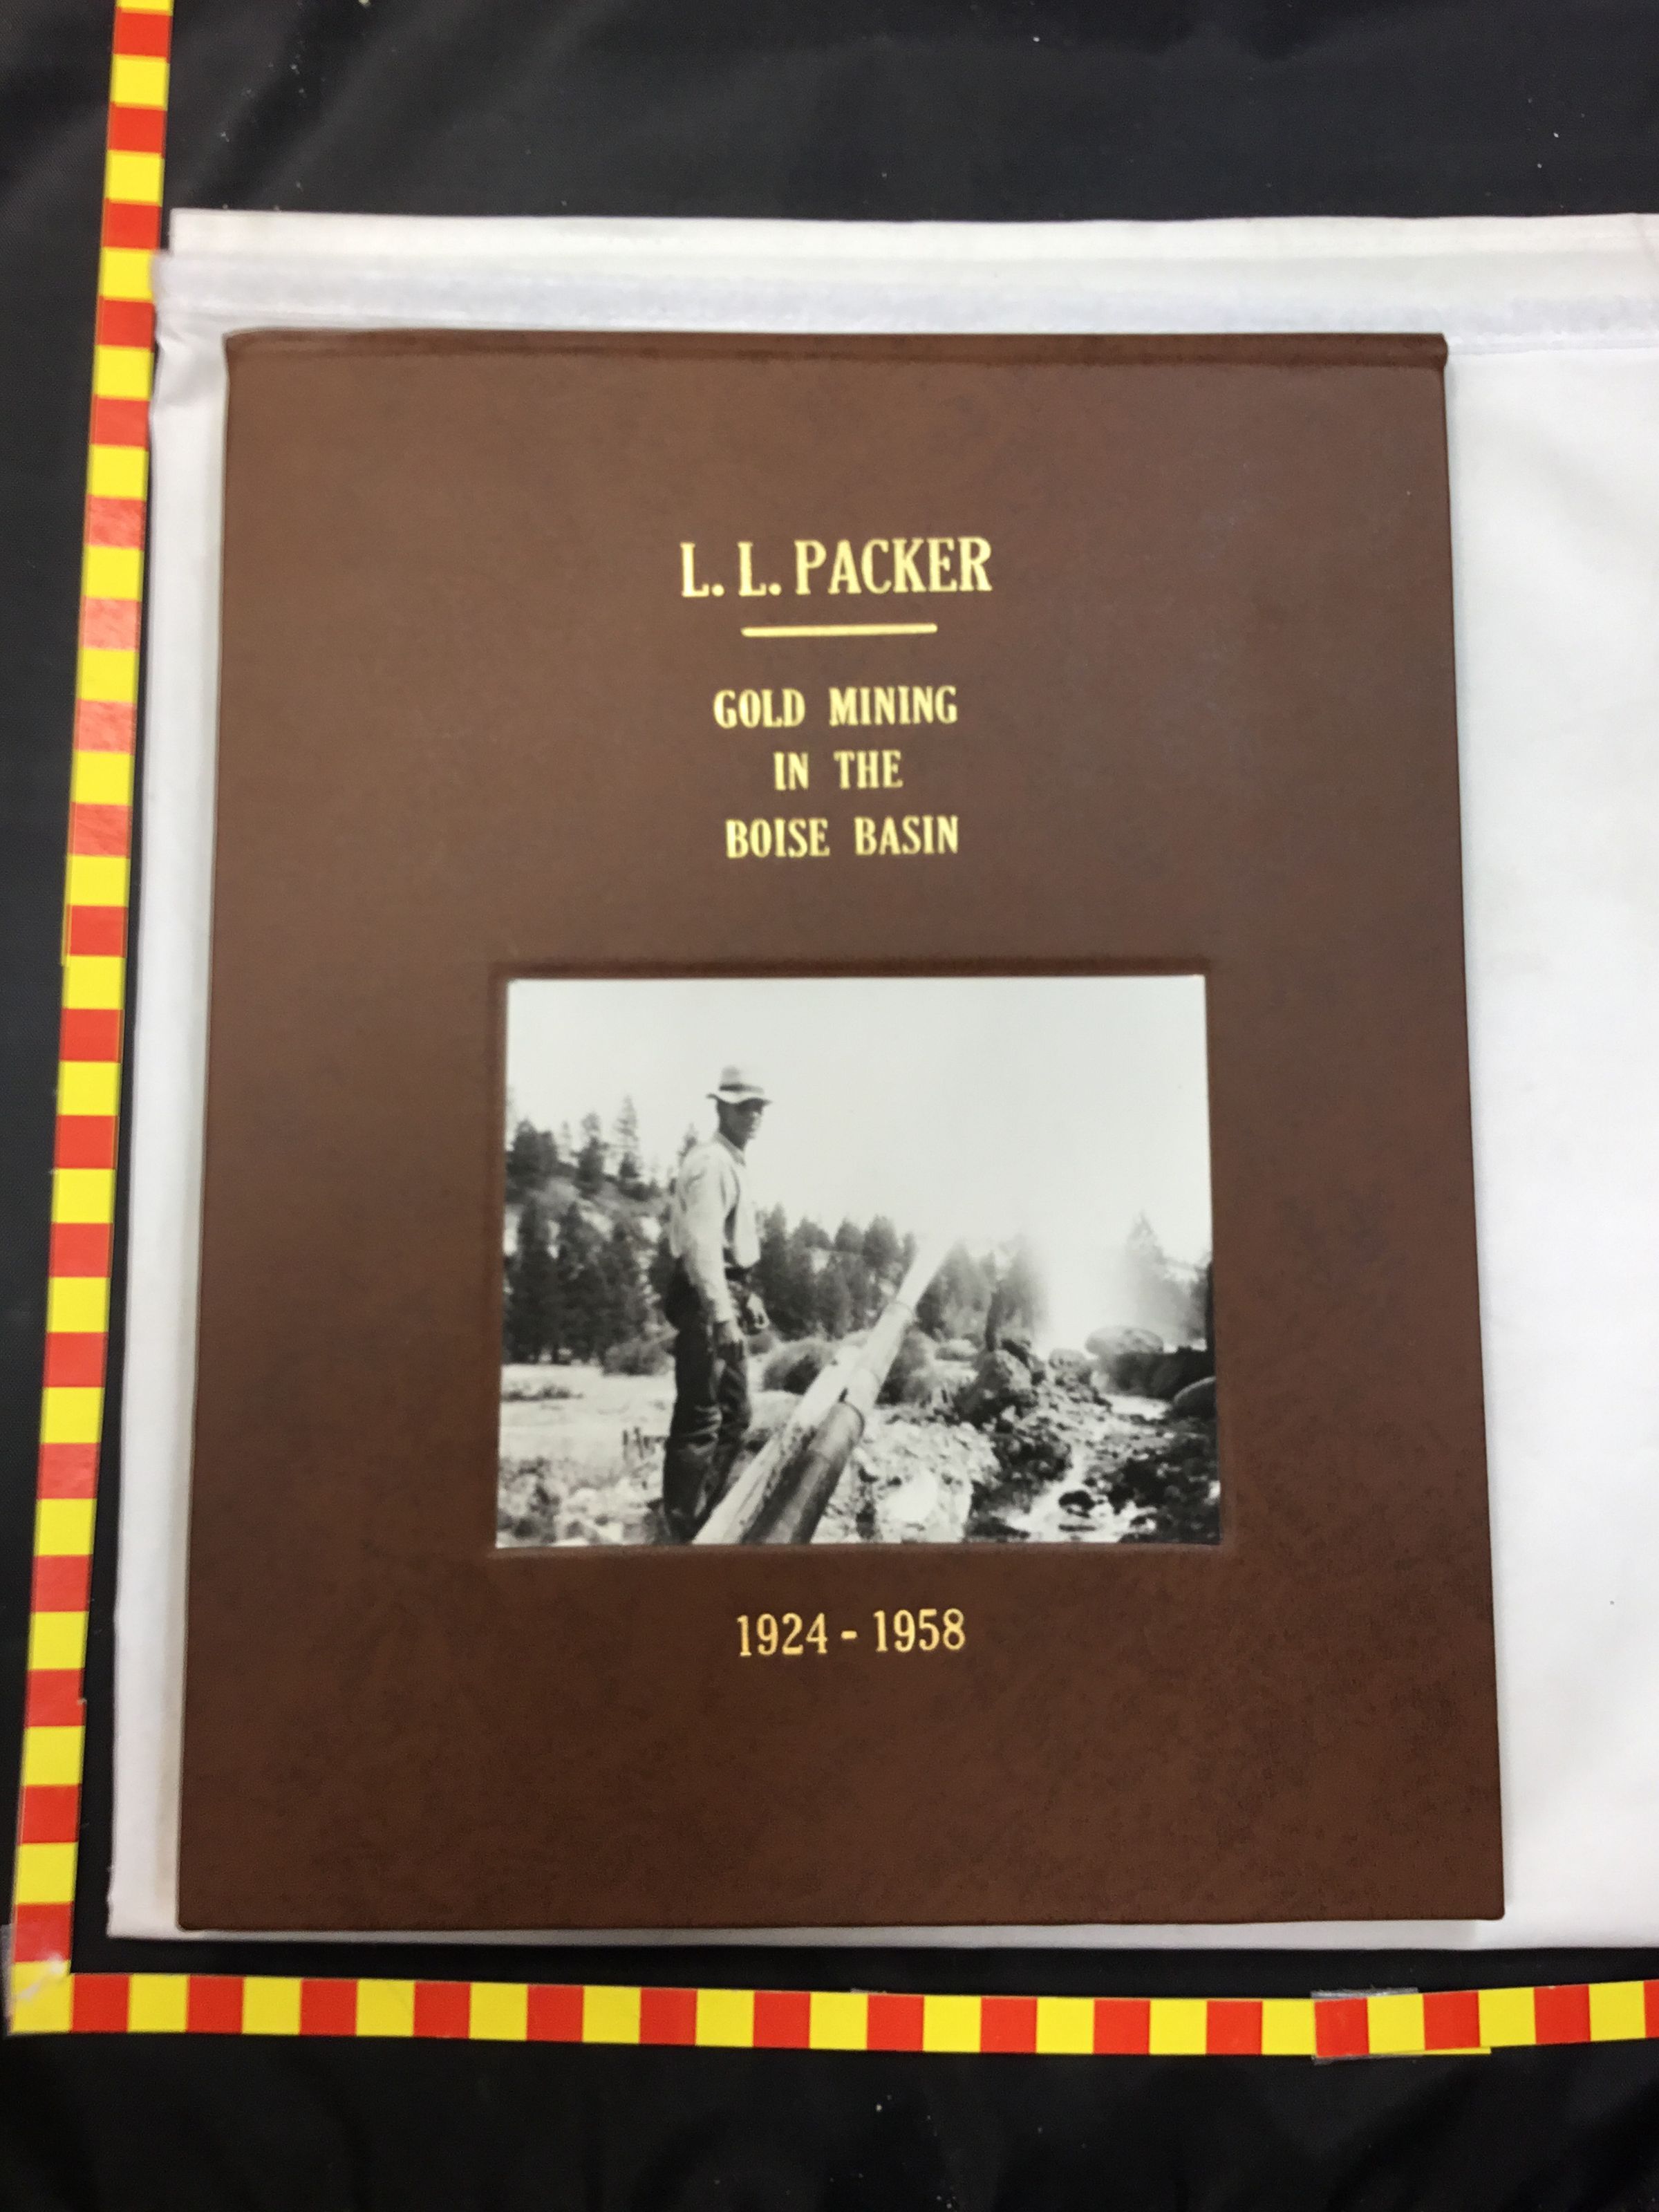 L. L. PACKER
GOLD MINING
IN THE
BOISE BASIN
1924 - 1958